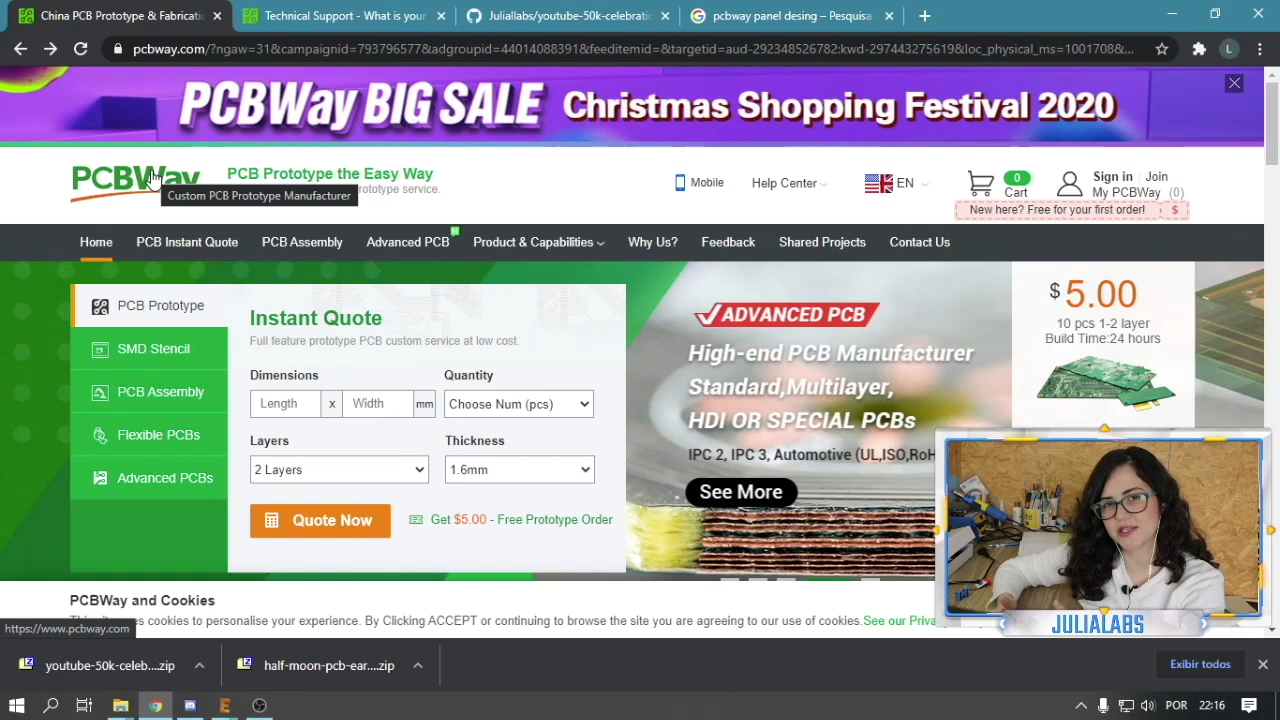 China PCB Prototype & Fabricatio
Technical Support - What is your
Julialabs/youtube-50k-celebratio
pcbway panel desing – Pesquisa
pcbway.com/?ngaw=31&campaignid=793796577&adgroupid=44014088391&feeditemid=&targetid=aud-292348526782:kwd-297443275619&loc_physical_ms=1001708&...
L
PCBWay BIG SALE Christmas Shopping Festival 2020
PCBWay
PCB Prototype the Easy Way
rototype service.
Custom PCB Prototype Manufacturer
Mobile
Help Center
EN
0
Cart
Sign in | Join
My PCBWay (0)
New here? Free for your first order! $
Home
PCB Instant Quote
PCB Assembly
Advanced PCB
Product & Capabilities
Why Us?
Feedback
Shared Projects
Contact Us
PCB Prototype
SMD Stencil
PCB Assembly
Flexible PCBs
Advanced PCBs
Instant Quote
Full feature prototype PCB custom service at low cost.
Dimensions
Quantity
Length x Width mm
Choose Num (pcs)
Layers
Thickness
2 Layers
1.6mm
Quote Now
Get $5.00 - Free Prototype Order
ADVANCED PCB
High-end PCB Manufacturer
Standard,Multilayer,
HDI OR SPECIAL PCBs
IPC 2, IPC 3, Automotive (UL,ISO,RoH
See More
$ 5.00
10 pcs 1-2 layer
Build Time:24 hours
JULIALABS
PCBWay and Cookies
es cookies to personalise your experience. By Clicking ACCEPT or continuing to browse the site you are agreeing to our use of cookies.See our Priva
https://www.pcbway.com
youtube-50k-celeb....zip
half-moon-pcb-ear....zip
Exibir todos
POR
22:16